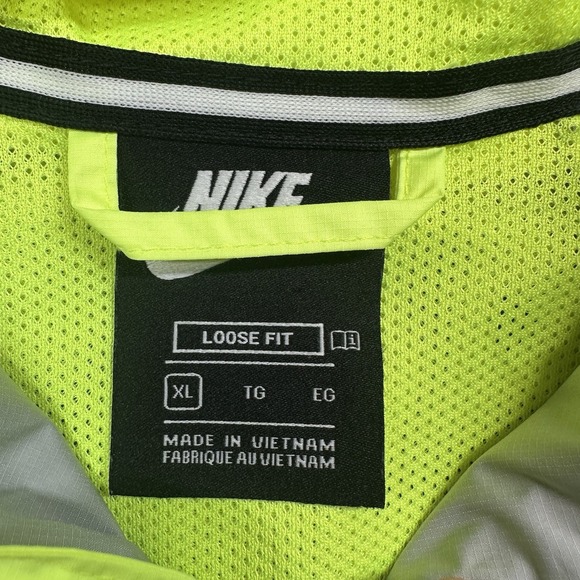 NIKE
LOOSE FIT
XL TG EG
MADE IN VIETNAM
FABRIQUE AU VIETNAM